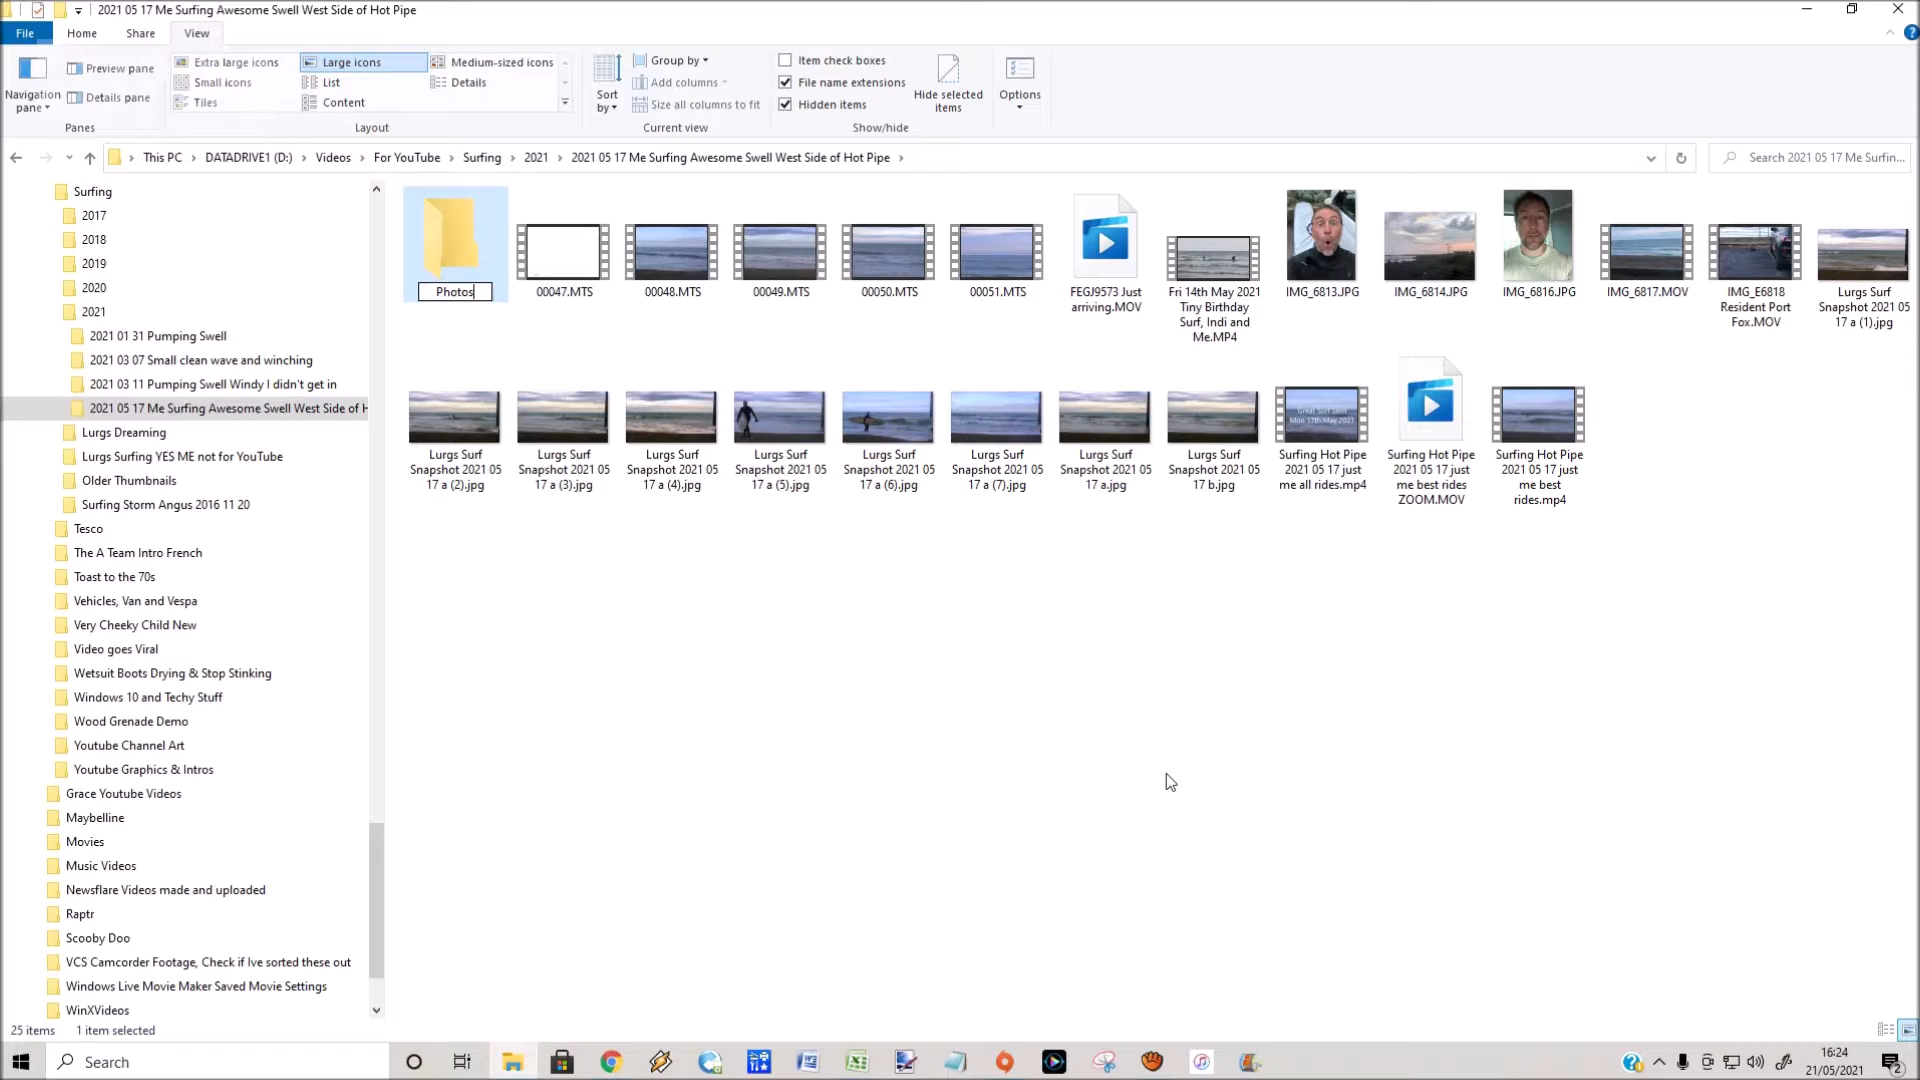 2021 05 17 Me Surfing Awesome Swell West Side of Hot Pipe
File
Home
Share
View
Navigation pane
Preview pane
Details pane
Panes
Extra large icons
Large icons
Medium-sized icons
Small icons
List
Details
Tiles
Content
Layout
Sort by
Group by
Add columns
Size all columns to fit
Current view
Item check boxes
File name extensions
Hidden items
Hide selected items
Show/hide
Options
This PC > DATADRIVE1 (D:) > Videos > For YouTube > Surfing > 2021 > 2021 05 17 Me Surfing Awesome Swell West Side of Hot Pipe >
Search 2021 05 17 Me Surfin...
Surfing
2017
2018
2019
2020
2021
2021 01 31 Pumping Swell
2021 03 07 Small clean wave and winching
2021 03 11 Pumping Swell Windy I didn't get in
2021 05 17 Me Surfing Awesome Swell West Side of H
Lurgs Dreaming
Lurgs Surfing YES ME not for YouTube
Older Thumbnails
Surfing Storm Angus 2016 11 20
Tesco
The A Team Intro French
Toast to the 70s
Vehicles, Van and Vespa
Very Cheeky Child New
Video goes Viral
Wetsuit Boots Drying & Stop Stinking
Windows 10 and Techy Stuff
Wood Grenade Demo
Youtube Channel Art
Youtube Graphics & Intros
Grace Youtube Videos
Maybelline
Movies
Music Videos
Newsflare Videos made and uploaded
Raptr
Scooby Doo
VCS Camcorder Footage, Check if Ive sorted these out
Windows Live Movie Maker Saved Movie Settings
WinXVideos
Photos
00047.MTS
00048.MTS
00049.MTS
00050.MTS
00051.MTS
FEGJ9573 Just
arriving.MOV
Fri 14th May 2021
Tiny Birthday
Surf, Indi and
Me.MP4
IMG_6813.JPG
IMG_6814.JPG
IMG_6816.JPG
IMG_6817.MOV
IMG_E6818
Resident Port
Fox.MOV
Lurgs Surf
Snapshot 2021 05
17 a (1).jpg
Lurgs Surf
Snapshot 2021 05
17 a (2).jpg
Lurgs Surf
Snapshot 2021 05
17 a (3).jpg
Lurgs Surf
Snapshot 2021 05
17 a (4).jpg
Lurgs Surf
Snapshot 2021 05
17 a (5).jpg
Lurgs Surf
Snapshot 2021 05
17 a (6).jpg
Lurgs Surf
Snapshot 2021 05
17 a (7).jpg
Lurgs Surf
Snapshot 2021 05
17 a.jpg
Lurgs Surf
Snapshot 2021 05
17 b.jpg
Great Surf Sesh
Mon 17th May 2021
Surfing Hot Pipe
2021 05 17 just
me all rides.mp4
Surfing Hot Pipe
2021 05 17 just
me best rides
ZOOM.MOV
Surfing Hot Pipe
2021 05 17 just
me best
rides.mp4
25 items
1 item selected
Search
16:24
21/05/2021
2